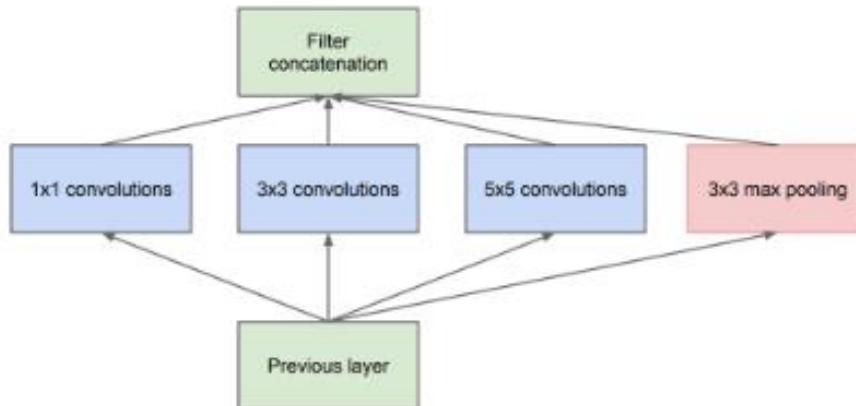 Filter
concatenation
1x1 convolutions
3x3 convolutions
5x5 convolutions
3x3 max pooling
Previous layer